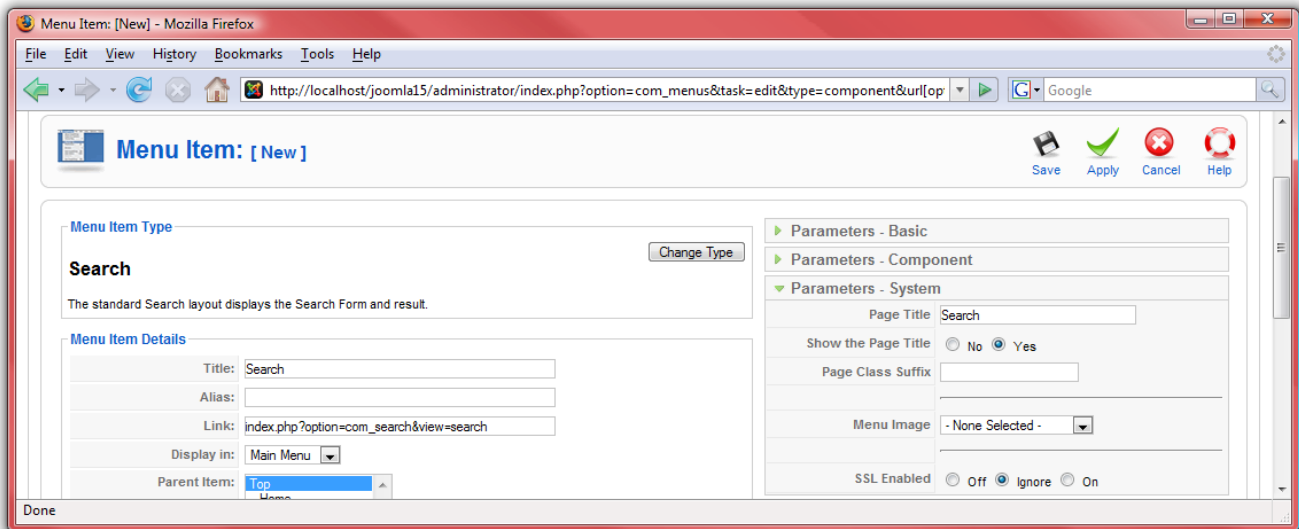 Menu Item: [New] - Mozilla Firefox
File Edit View History Bookmarks Tools Help
http://localhost/joomla15/administrator/index.php?option=com_menus&task=edit&type=component&url[op
G Google
Menu Item: [ New ]
Save Apply Cancel Help
Menu Item Type
Change Type
Search
The standard Search layout displays the Search Form and result.
Menu Item Details
Title: Search
Alias:
Link: index.php?option=com_search&view=search
Display in: Main Menu
Parent Item: Top
Home
Parameters - Basic
Parameters - Component
Parameters - System
Page Title Search
Show the Page Title No Yes
Page Class Suffix
Menu Image - None Selected -
SSL Enabled Off Ignore On
Done